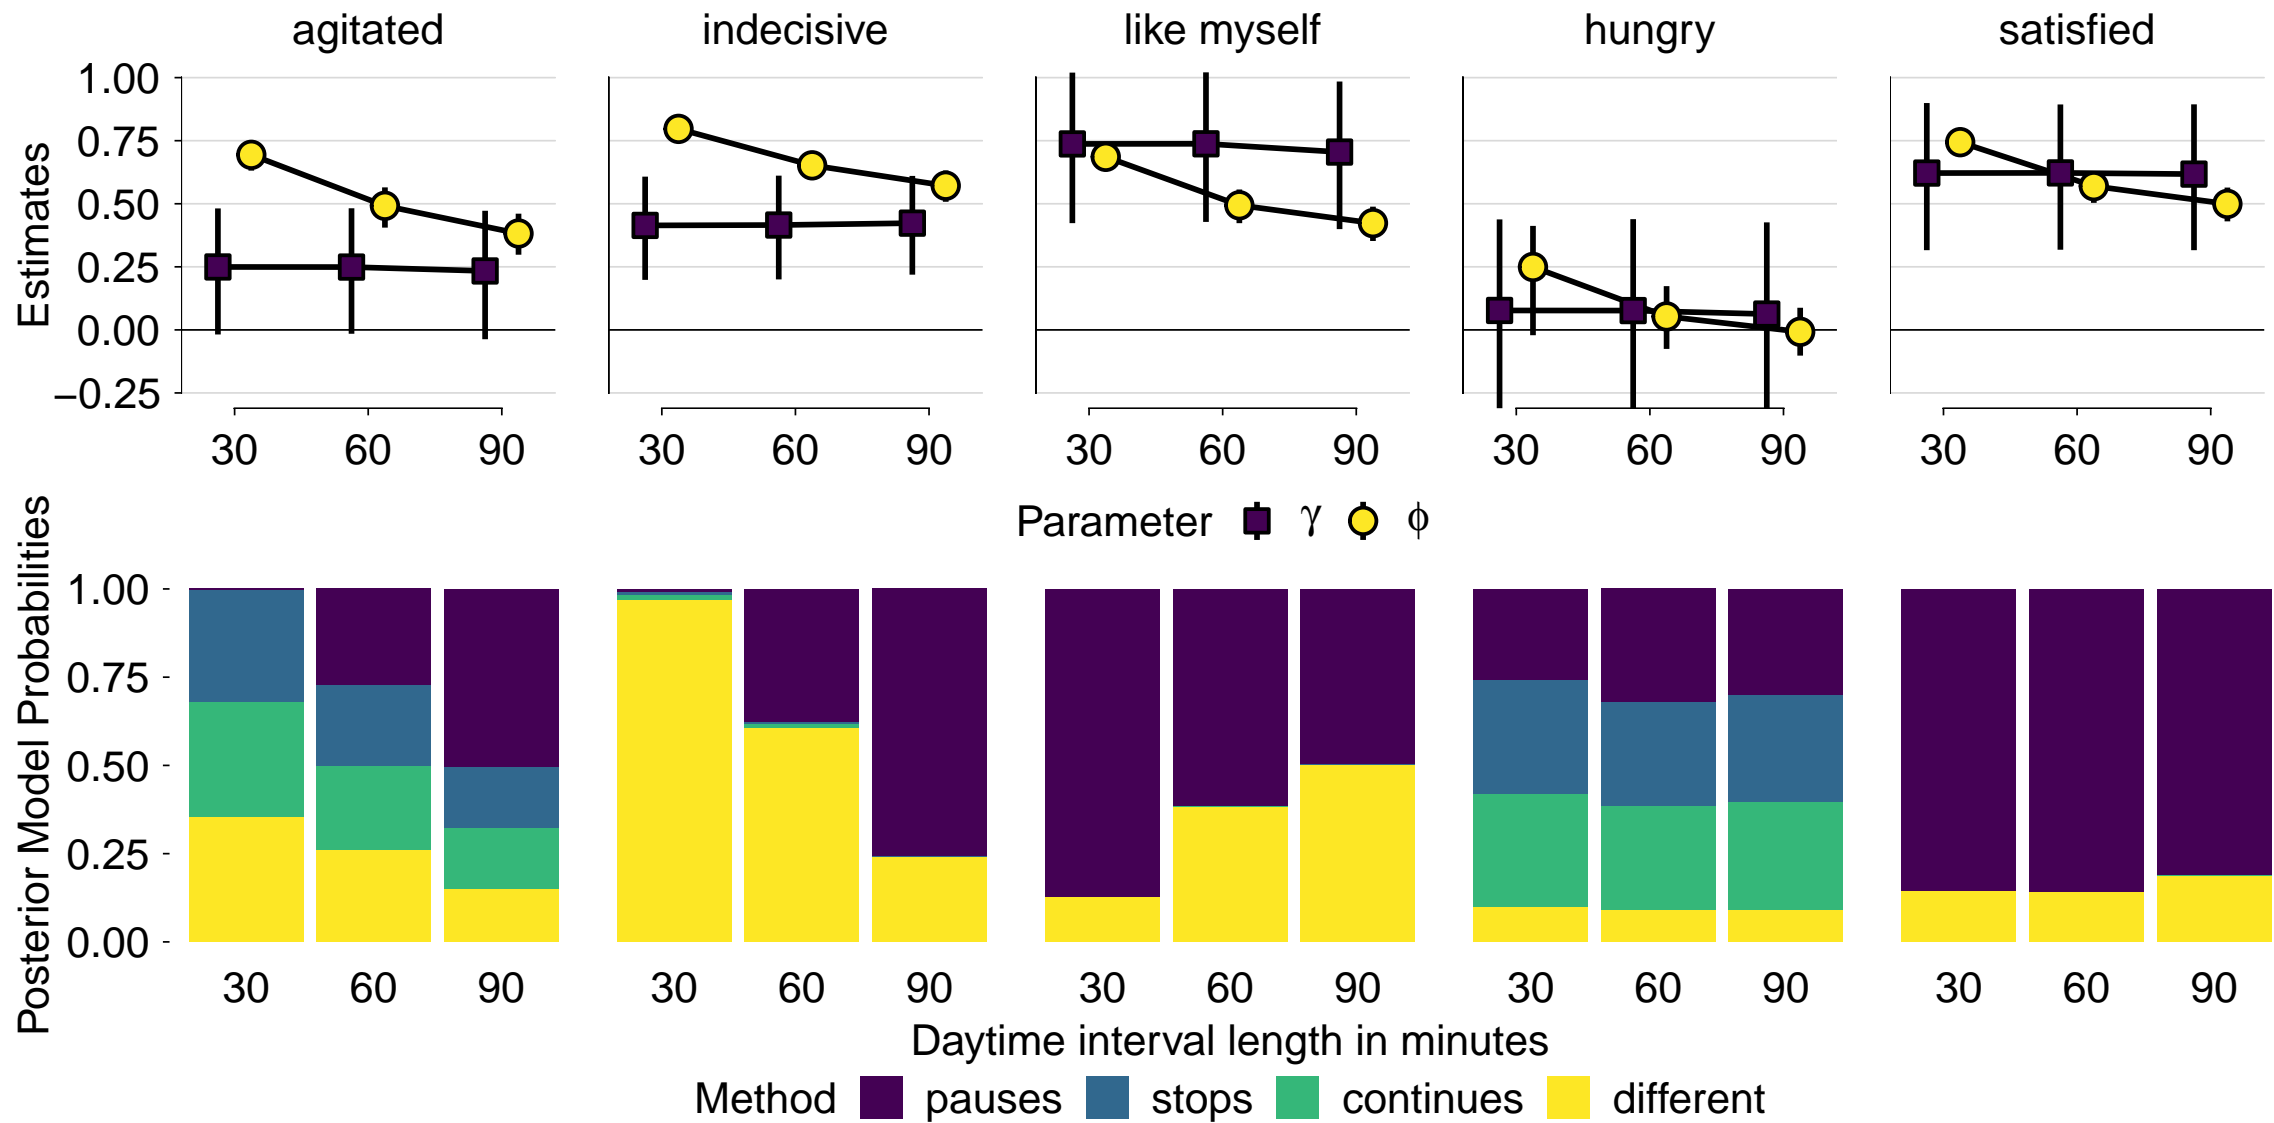 agitated indecisive like myself hungry satisfied
Estimates
1.00
0.75
0.50
0.25
0.00
−0.25
30 60 90 30 60 90 30 60 90 30 60 90 30 60 90
Parameter γ ϕ
Posterior Model Probabilities
1.00
0.75
0.50
0.25
0.00
30 60 90 30 60 90 30 60 90 30 60 90 30 60 90
Daytime interval length in minutes
Method pauses stops continues different